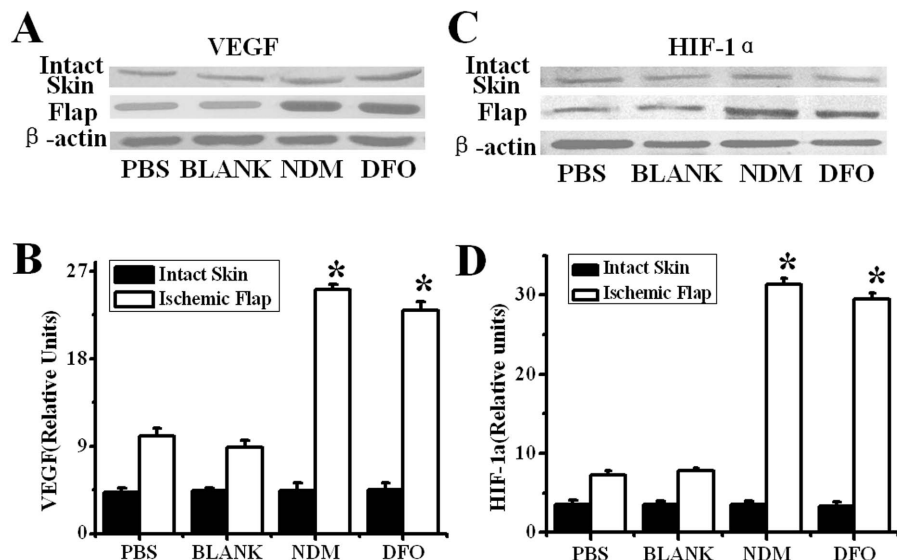 A
VEGF
Intact
Skin
Flap
β -actin
PBS BLANK NDM DFO
C
HIF-1 α
Intact
Skin
Flap
β -actin
PBS BLANK NDM DFO
B
VEGF(Relative Units)
27
18
9
0
Intact Skin
Ischemic Flap
*
*
PBS BLANK NDM DFO
D
HIF-1a(Relative units)
30
20
10
0
Intact Skin
Ischemic Flap
*
*
PBS BLANK NDM DFO